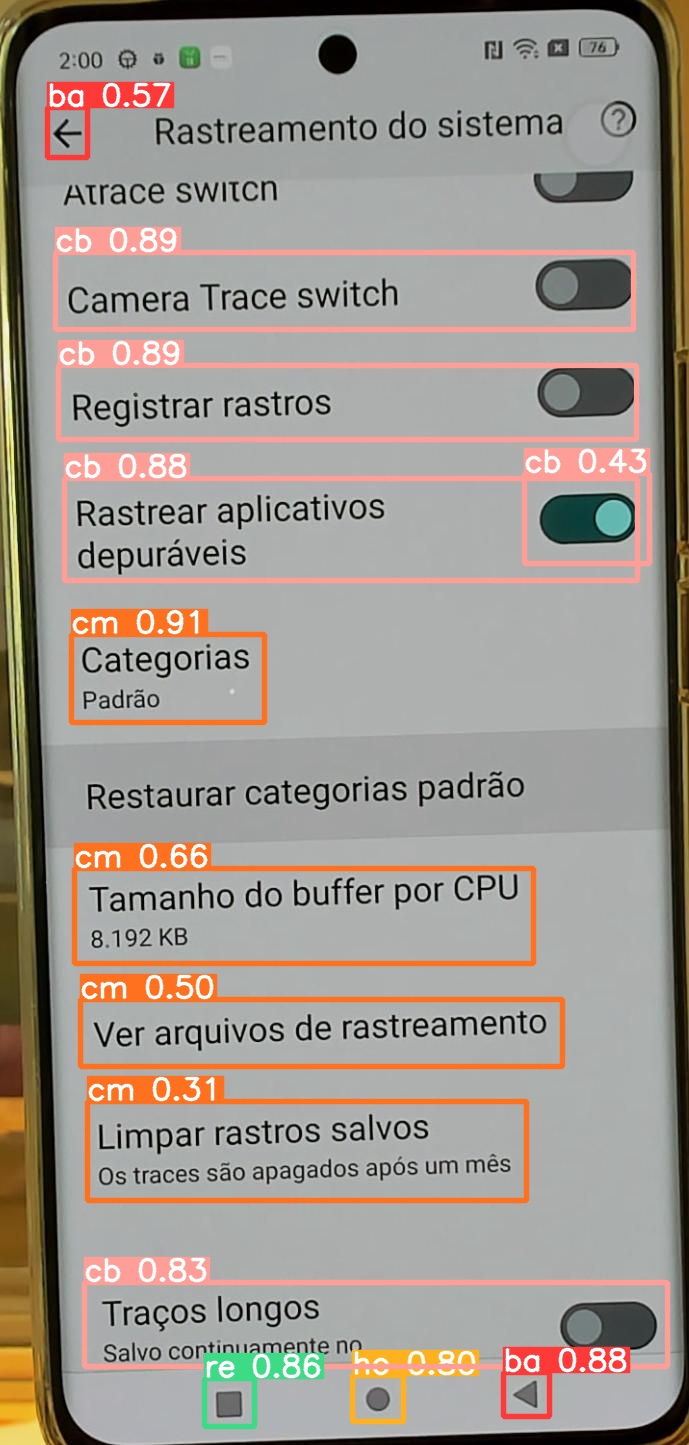 2:00
76
ba 0.57
Rastreamento do sistema
?
Atrace switch
cb 0.89
Camera Trace switch
cb 0.89
Registrar rastros
cb 0.88
cb 0.43
Rastrear aplicativos
depuráveis
cm 0.91
Categorias
Padrão
Restaurar categorias padrão
cm 0.66
Tamanho do buffer por CPU
8.192 KB
cm 0.50
Ver arquivos de rastreamento
cm 0.31
Limpar rastros salvos
Os traces são apagados após um mês
cb 0.83
Traços longos
Salvo continuamente no
re 0.86
ho 0.80
ba 0.88